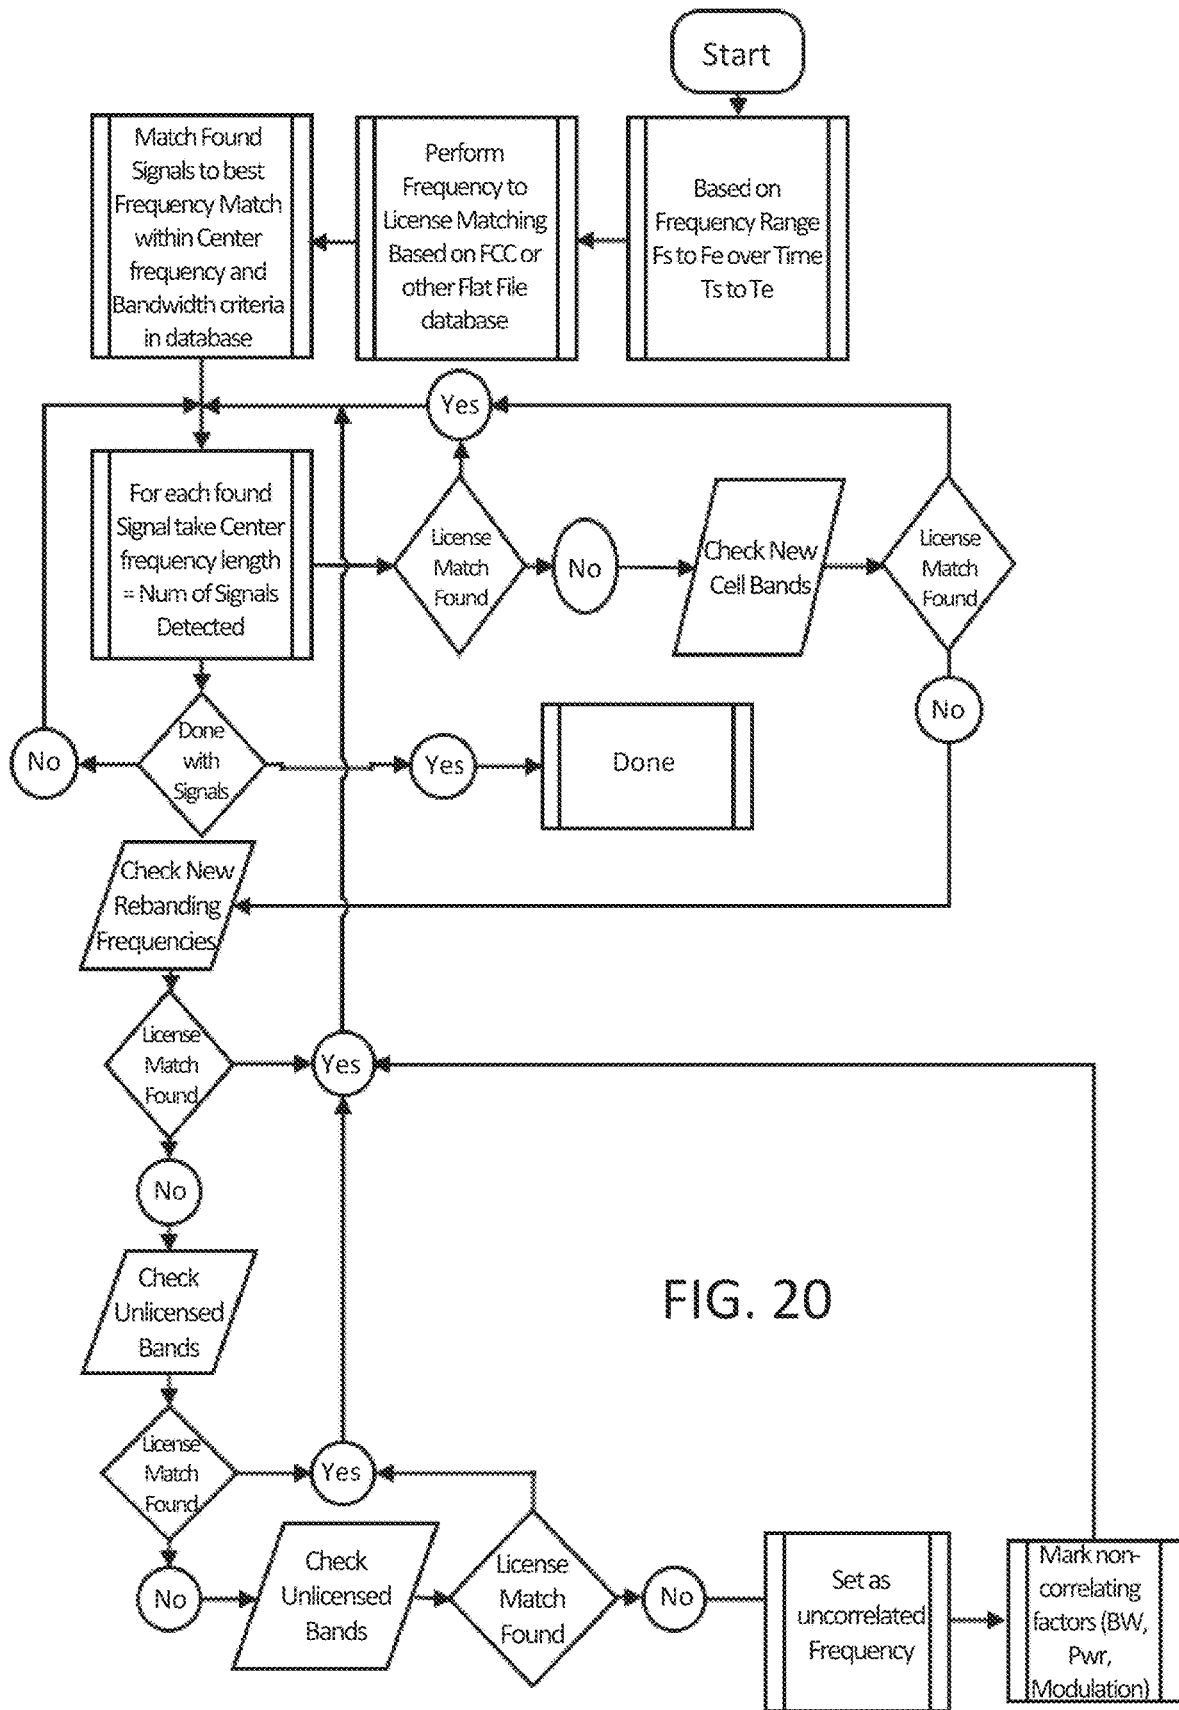 Start
Match Found
Signals to best
Frequency Match
within Center
frequency and
Bandwidth criteria
in database
Perform
Frequency to
License Matching
Based on FCC or
other Flat File
database
Based on
Frequency Range
Fs to Fe over Time
Ts to Te
Yes
For each found
Signal take Center
frequency length
= Num of Signals
Detected
License
Match
Found
No
Check New
Cell Bands
License
Match
Found
No
No
Done
with
Signals
Yes
Done
Check New
Rebanding
Frequencies
License
Match
Found
Yes
No
Check
Unlicensed
Bands
FIG. 20
License
Match
Found
Yes
No
Check
Unlicensed
Bands
License
Match
Found
No
Set as
uncorrelated
Frequency
Mark non-
correlating
factors (BW,
Pwr,
Modulation)